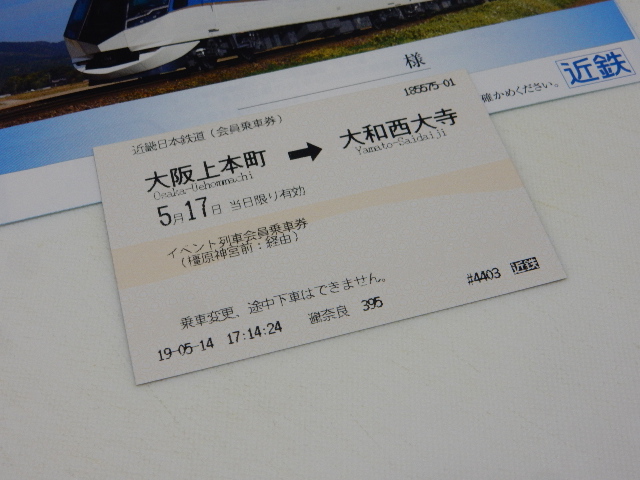 様
確かめください。
近鉄
185575-01
近畿日本鉄道(会員乗車券)
大阪上本町 ➡ 大和西大寺
Osaka-Uehommachi Yamato-Saidaiji
5月17日 当日限り有効
イベント列車会員乗車券
(橿原神宮前:経由)
乗車変更、途中下車はできません。
#4403 近鉄
19-05-14 17:14:24 奈良 395